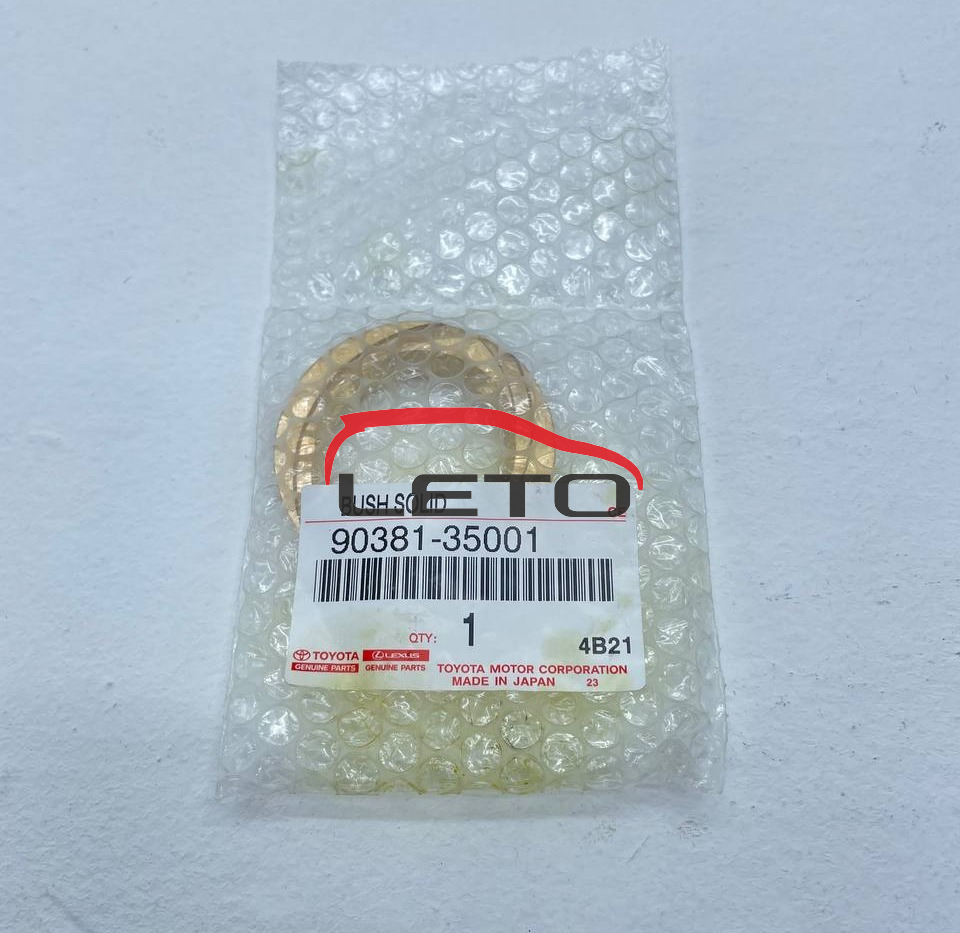 LETO
BUSH.SOLID
90381-35001
QTY: 1
4B21
TOYOTA LEXUS
GENUINE PARTS GENUINE PARTS
TOYOTA MOTOR CORPORATION
MADE IN JAPAN 23